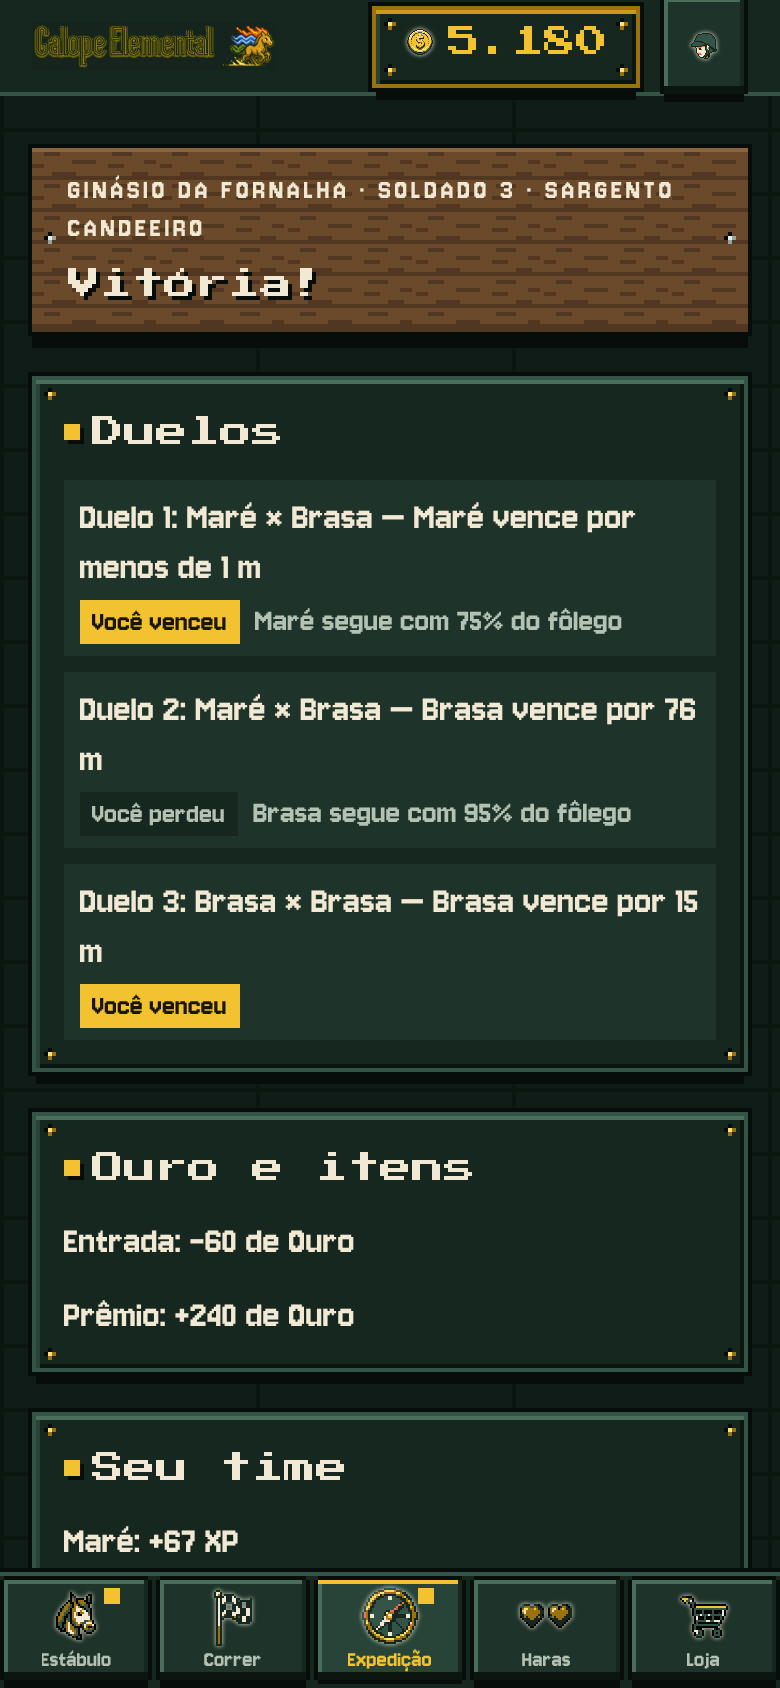 Galope Elemental
5.180
GINÁSIO DA FORNALHA · SOLDADO 3 · SARGENTO
CANDEEIRO
Vitória!
Duelos
Duelo 1: Maré × Brasa — Maré vence por
menos de 1 m
Você venceu Maré segue com 75% do fôlego
Duelo 2: Maré × Brasa — Brasa vence por 76
m
Você perdeu Brasa segue com 95% do fôlego
Duelo 3: Brasa × Brasa — Brasa vence por 15
m
Você venceu
Ouro e itens
Entrada: −60 de Ouro
Prêmio: +240 de Ouro
Seu time
Maré: +67 XP
Estábulo Correr Expedição Haras Loja